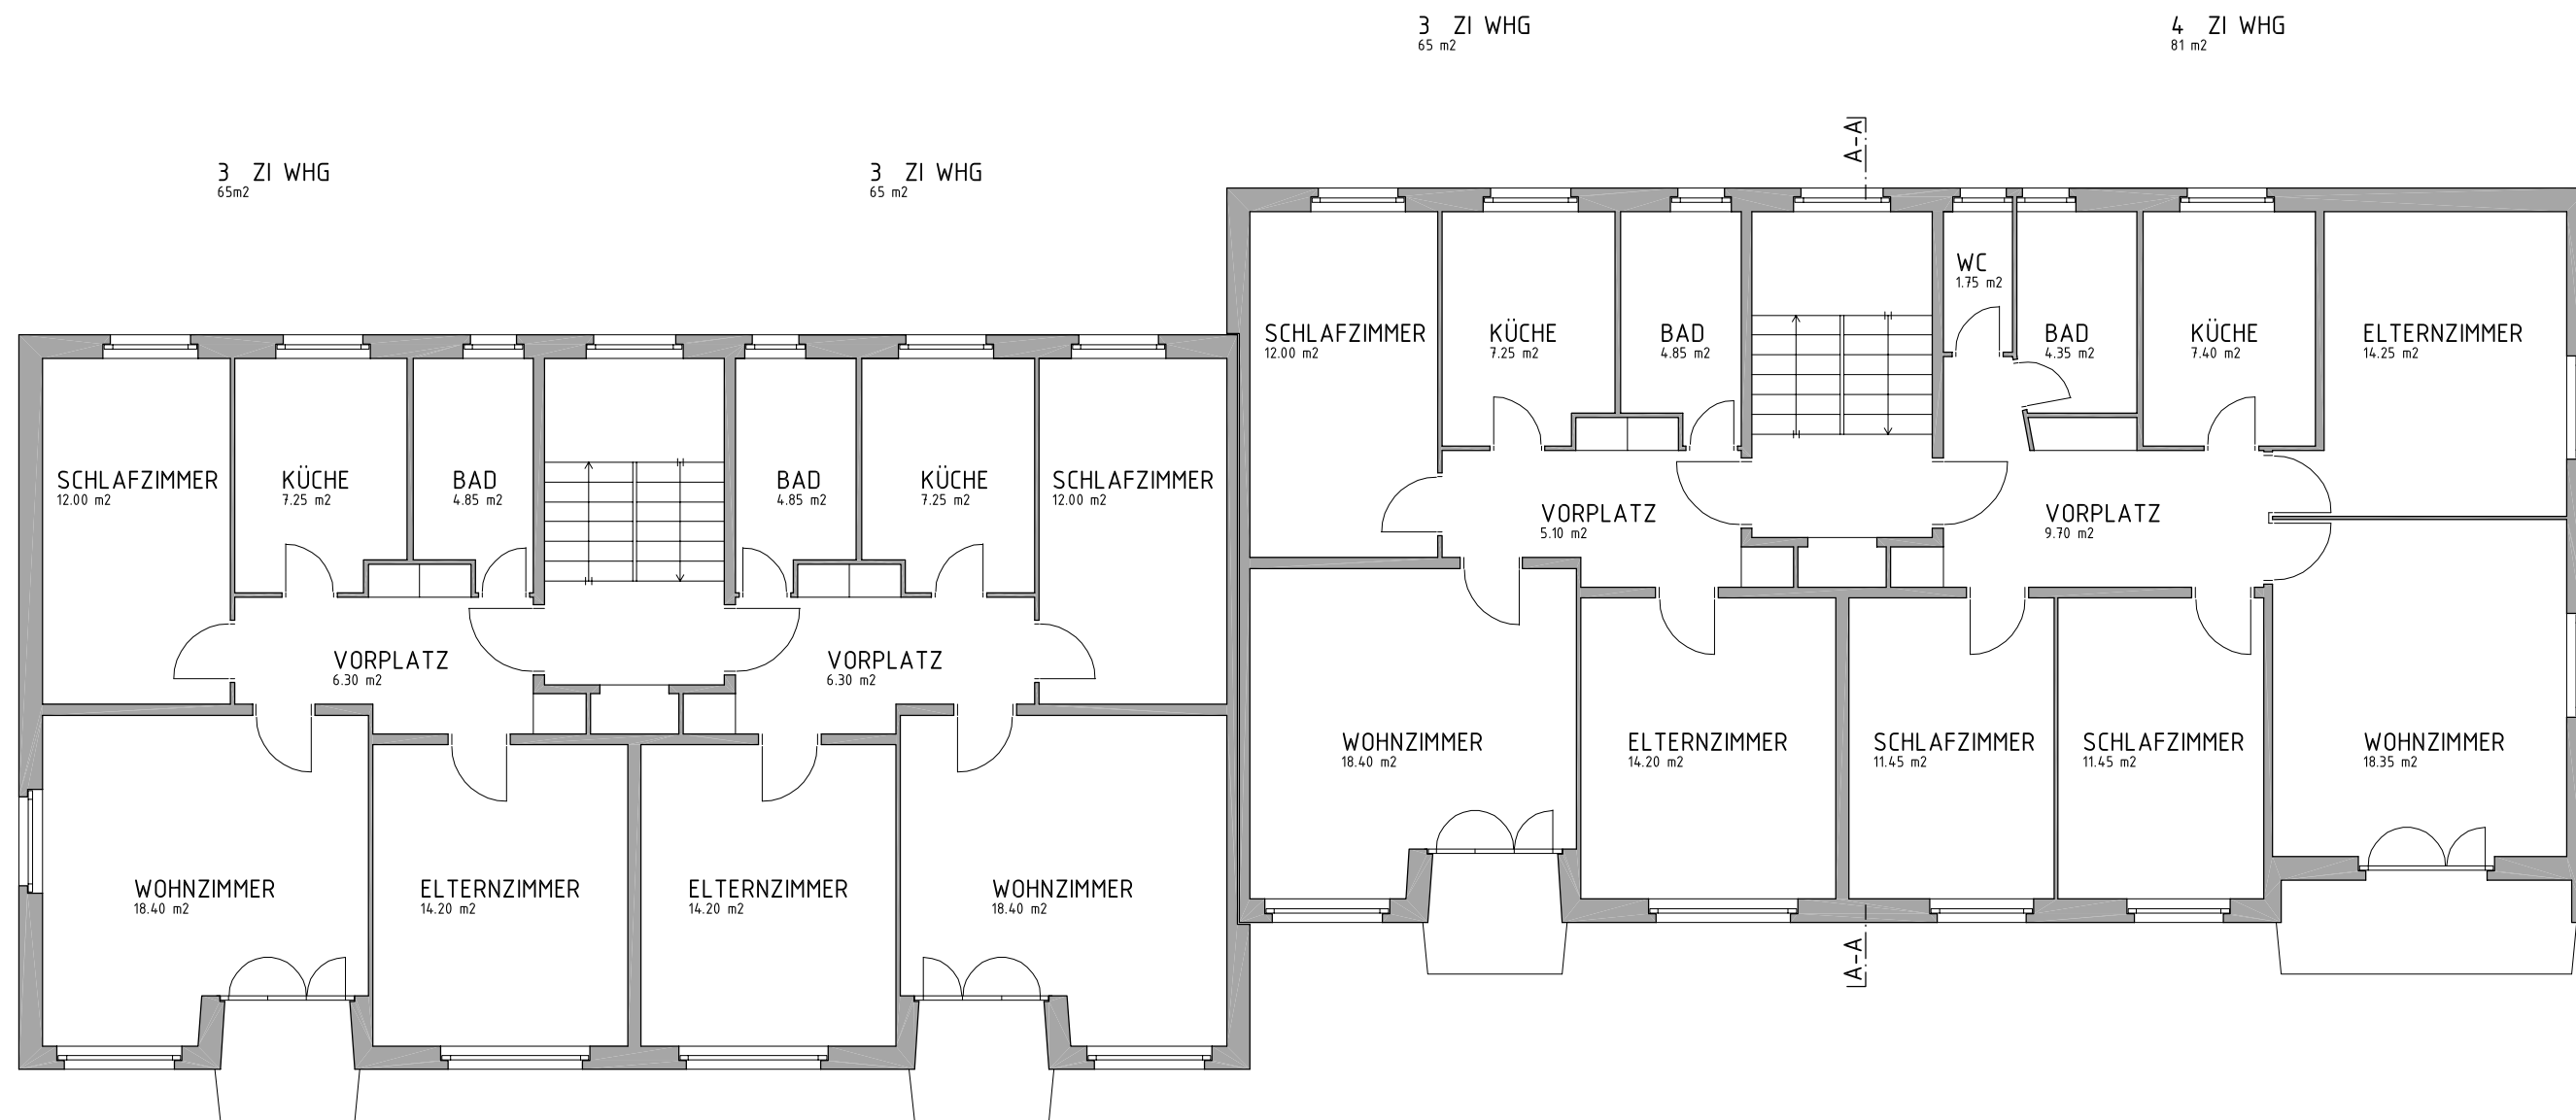 3 ZI WHG
65 m2
4 ZI WHG
81 m2
3 ZI WHG
65m2
3 ZI WHG
65 m2
A-A
SCHLAFZIMMER
12.00 m2
KÜCHE
7.25 m2
BAD
4.85 m2
BAD
4.85 m2
KÜCHE
7.25 m2
SCHLAFZIMMER
12.00 m2
VORPLATZ
6.30 m2
VORPLATZ
6.30 m2
WOHNZIMMER
18.40 m2
ELTERNZIMMER
14.20 m2
ELTERNZIMMER
14.20 m2
WOHNZIMMER
18.40 m2
SCHLAFZIMMER
12.00 m2
KÜCHE
7.25 m2
BAD
4.85 m2
WC
1.75 m2
BAD
4.35 m2
KÜCHE
7.40 m2
ELTERNZIMMER
14.25 m2
VORPLATZ
5.10 m2
VORPLATZ
9.70 m2
WOHNZIMMER
18.40 m2
ELTERNZIMMER
14.20 m2
SCHLAFZIMMER
11.45 m2
SCHLAFZIMMER
11.45 m2
WOHNZIMMER
18.35 m2
A-A